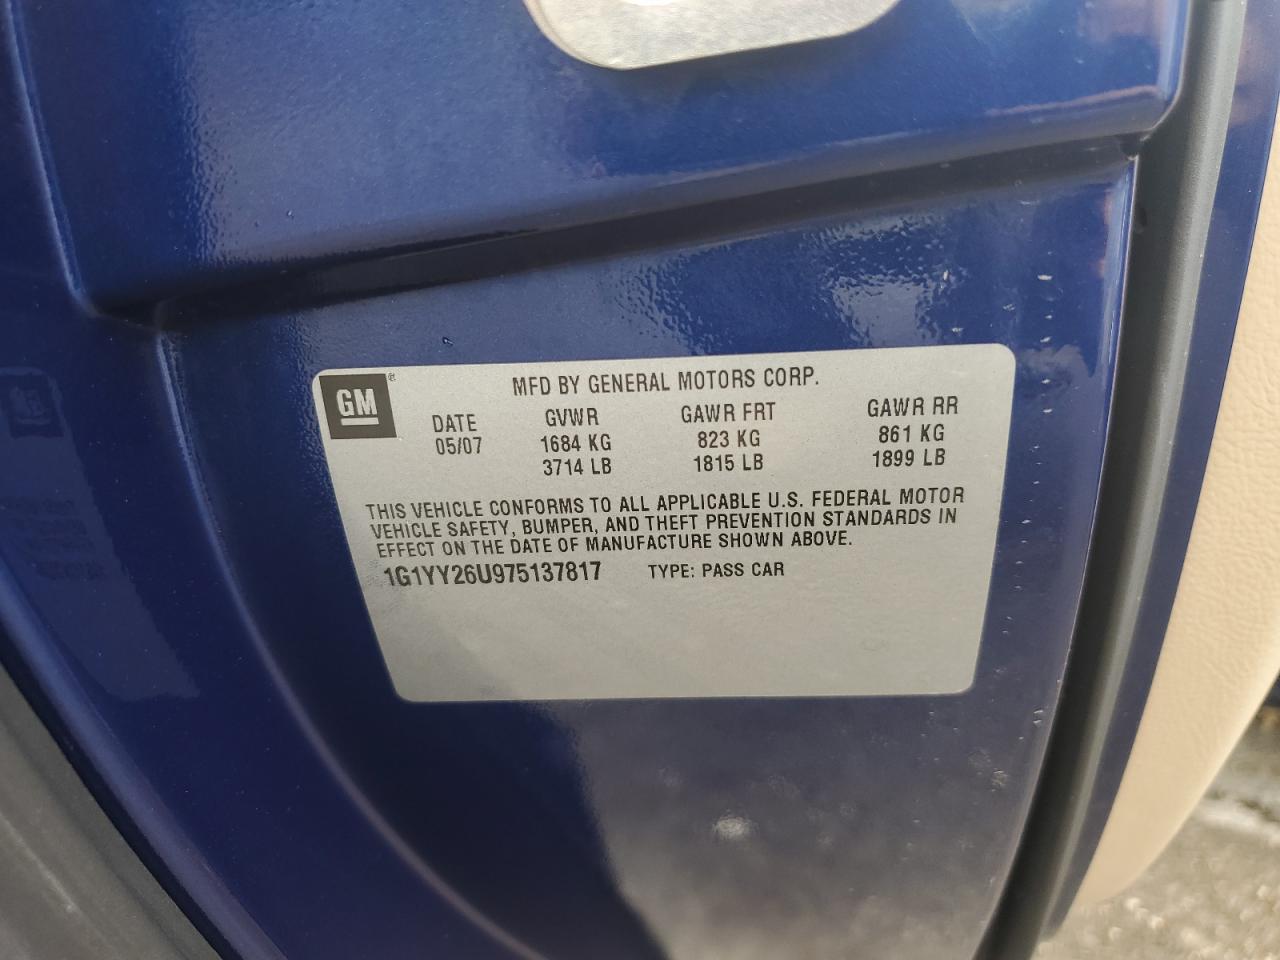 GM®
MFD BY GENERAL MOTORS CORP.
DATE GVWR GAWR FRT GAWR RR
05/07 1684 KG 823 KG 861 KG
3714 LB 1815 LB 1899 LB
THIS VEHICLE CONFORMS TO ALL APPLICABLE U.S. FEDERAL MOTOR
VEHICLE SAFETY, BUMPER, AND THEFT PREVENTION STANDARDS IN
EFFECT ON THE DATE OF MANUFACTURE SHOWN ABOVE.
1G1YY26U975137817 TYPE: PASS CAR